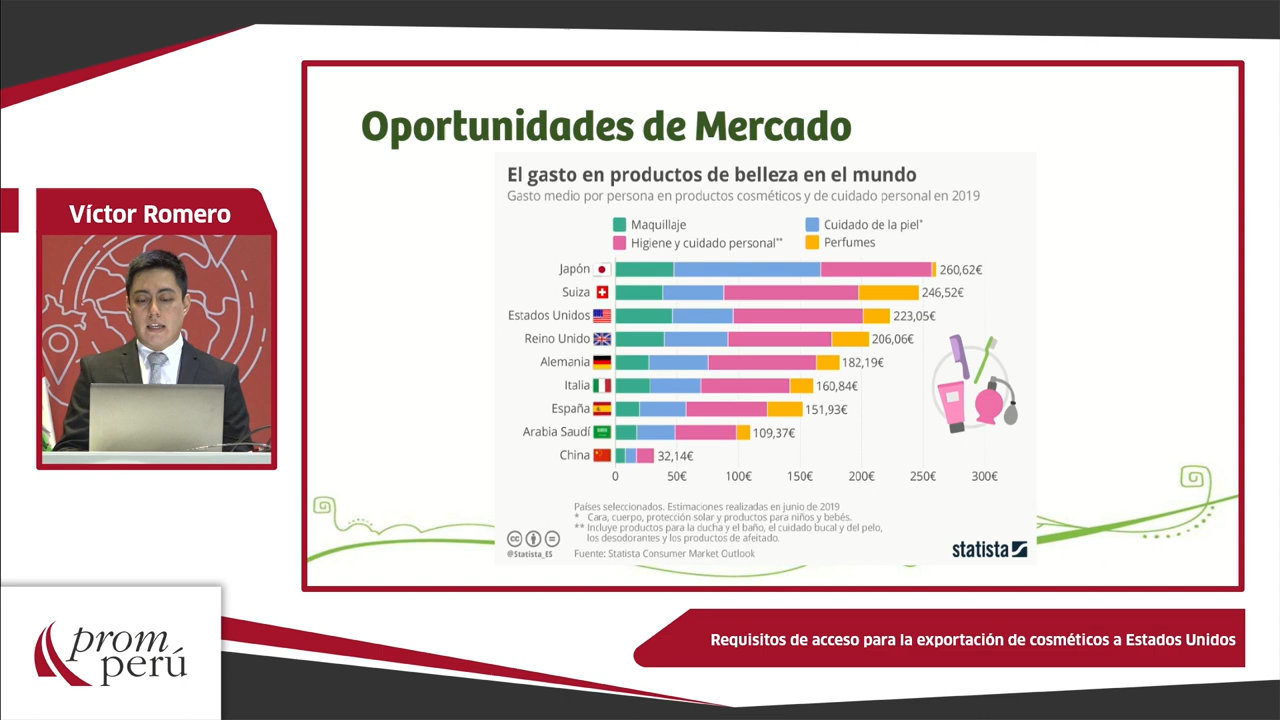 Oportunidades de Mercado
El gasto en productos de belleza en el mundo
Gasto medio por persona en productos cosméticos y de cuidado personal en 2019
Maquillaje
Cuidado de la piel*
Higiene y cuidado personal**
Perfumes
Japón 260,62€
Suiza 246,52€
Estados Unidos 223,05€
Reino Unido 206,06€
Alemania 182,19€
Italia 160,84€
España 151,93€
Arabia Saudí 109,37€
China 32,14€
0 50€ 100€ 150€ 200€ 250€ 300€
Países seleccionados. Estimaciones realizadas en junio de 2019
* Cara, cuerpo, protección solar y productos para niños y bebés.
** Incluye productos para la ducha y el baño, el cuidado bucal y del pelo,
los desodorantes y los productos de afeitado.
Fuente: Statista Consumer Market Outlook
cc
@Statista_ES
statista
Víctor Romero
prom
perú
Requisitos de acceso para la exportación de cosméticos a Estados Unidos